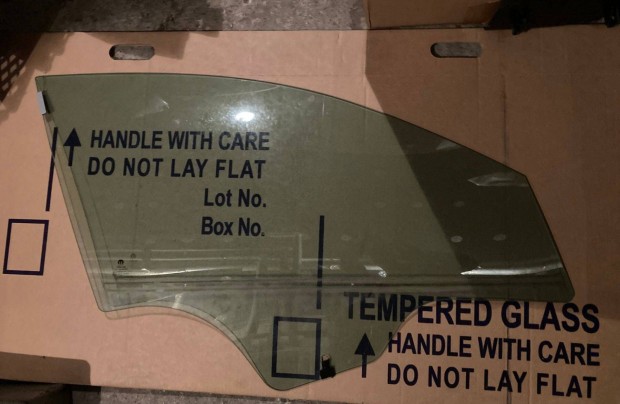 HANDLE WITH CARE
DO NOT LAY FLAT
Lot No.
Box No.
TEMPERED GLASS
HANDLE WITH CARE
DO NOT LAY FLAT